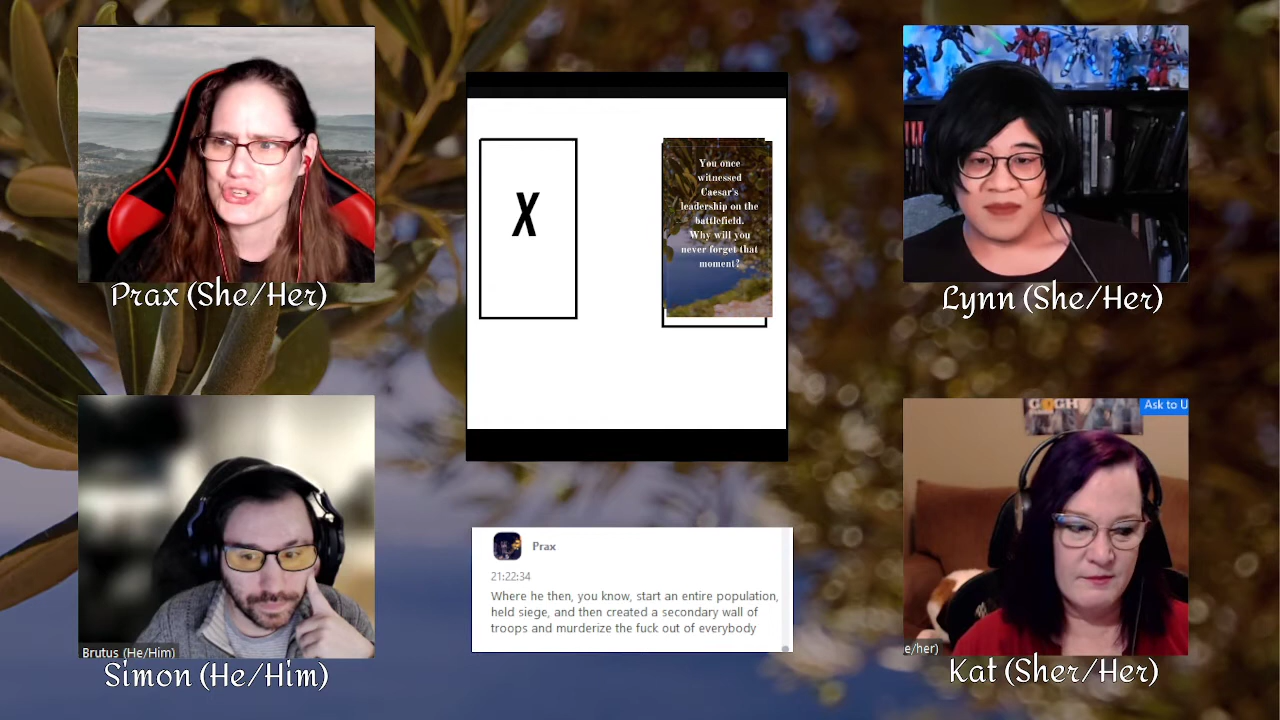 Prax (She/Her)
X
You once
witnessed
Caesar's
leadership on the
battlefield.
Why will you
never forget that
moment?
Lynn (She/Her)
Brutus (He/Him)
Simon (He/Him)
Prax
21:22:34
Where he then, you know, start an entire population,
held siege, and then created a secondary wall of
troops and murderize the fuck out of everybody
GOGH
Ask to U
e/her)
Kat (Sher/Her)